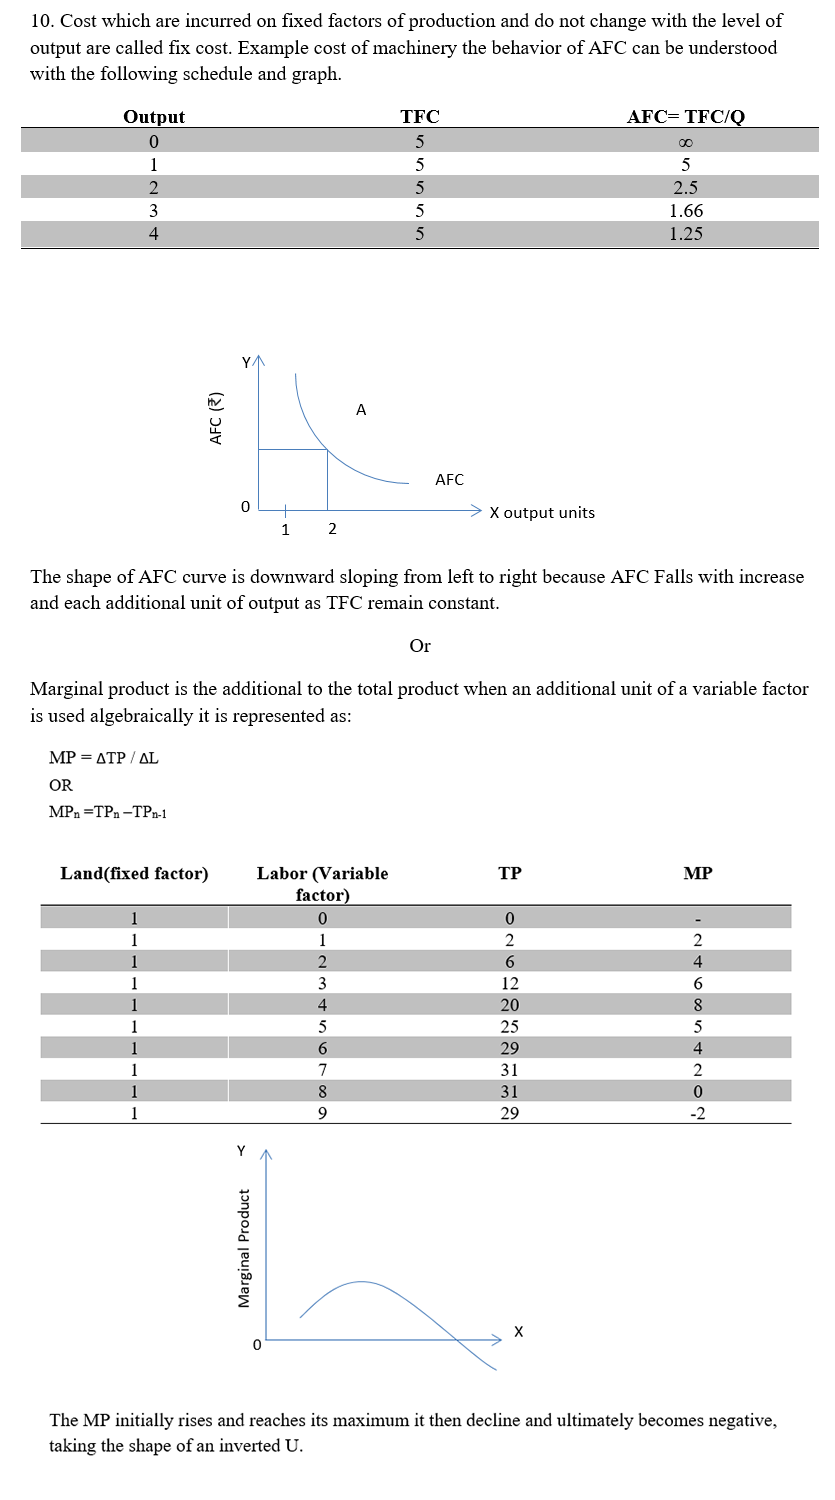 10. Cost which are incurred on fixed factors of production and do not change with the level of
output are called fix cost. Example cost of machinery the behavior of AFC can be understood
with the following schedule and graph.
Output TFC AFC= TFC/Q
0 5 ∞
1 5 5
2 5 2.5
3 5 1.66
4 5 1.25
Y
AFC (₹)
A
AFC
0
X output units
1 2
The shape of AFC curve is downward sloping from left to right because AFC Falls with increase
and each additional unit of output as TFC remain constant.
Or
Marginal product is the additional to the total product when an additional unit of a variable factor
is used algebraically it is represented as:
MP = ΔTP / ΔL
OR
MPn =TPn –TPn-1
Land(fixed factor) Labor (Variable TP MP
factor)
1 0 0 -
1 1 2 2
1 2 6 4
1 3 12 6
1 4 20 8
1 5 25 5
1 6 29 4
1 7 31 2
1 8 31 0
1 9 29 -2
Y
Marginal Product
X
0
The MP initially rises and reaches its maximum it then decline and ultimately becomes negative,
taking the shape of an inverted U.